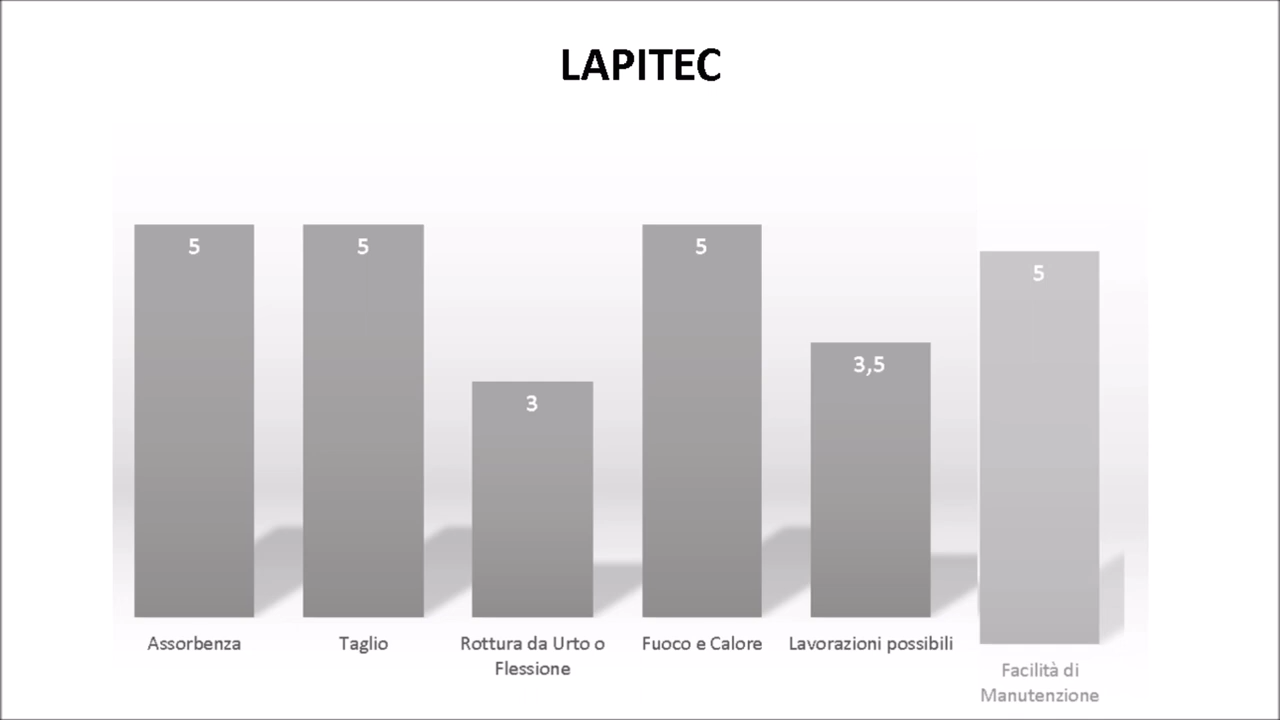 LAPITEC
5
5
3
5
3,5
5
Assorbenza
Taglio
Rottura da Urto o
Flessione
Fuoco e Calore
Lavorazioni possibili
Facilità di
Manutenzione